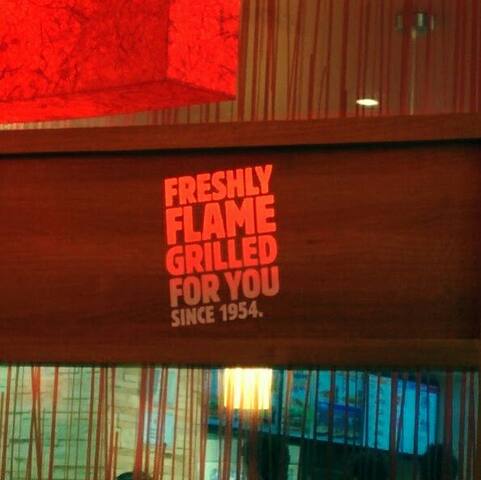 FRESHLY
FLAME
GRILLED
FOR YOU
SINCE 1954.